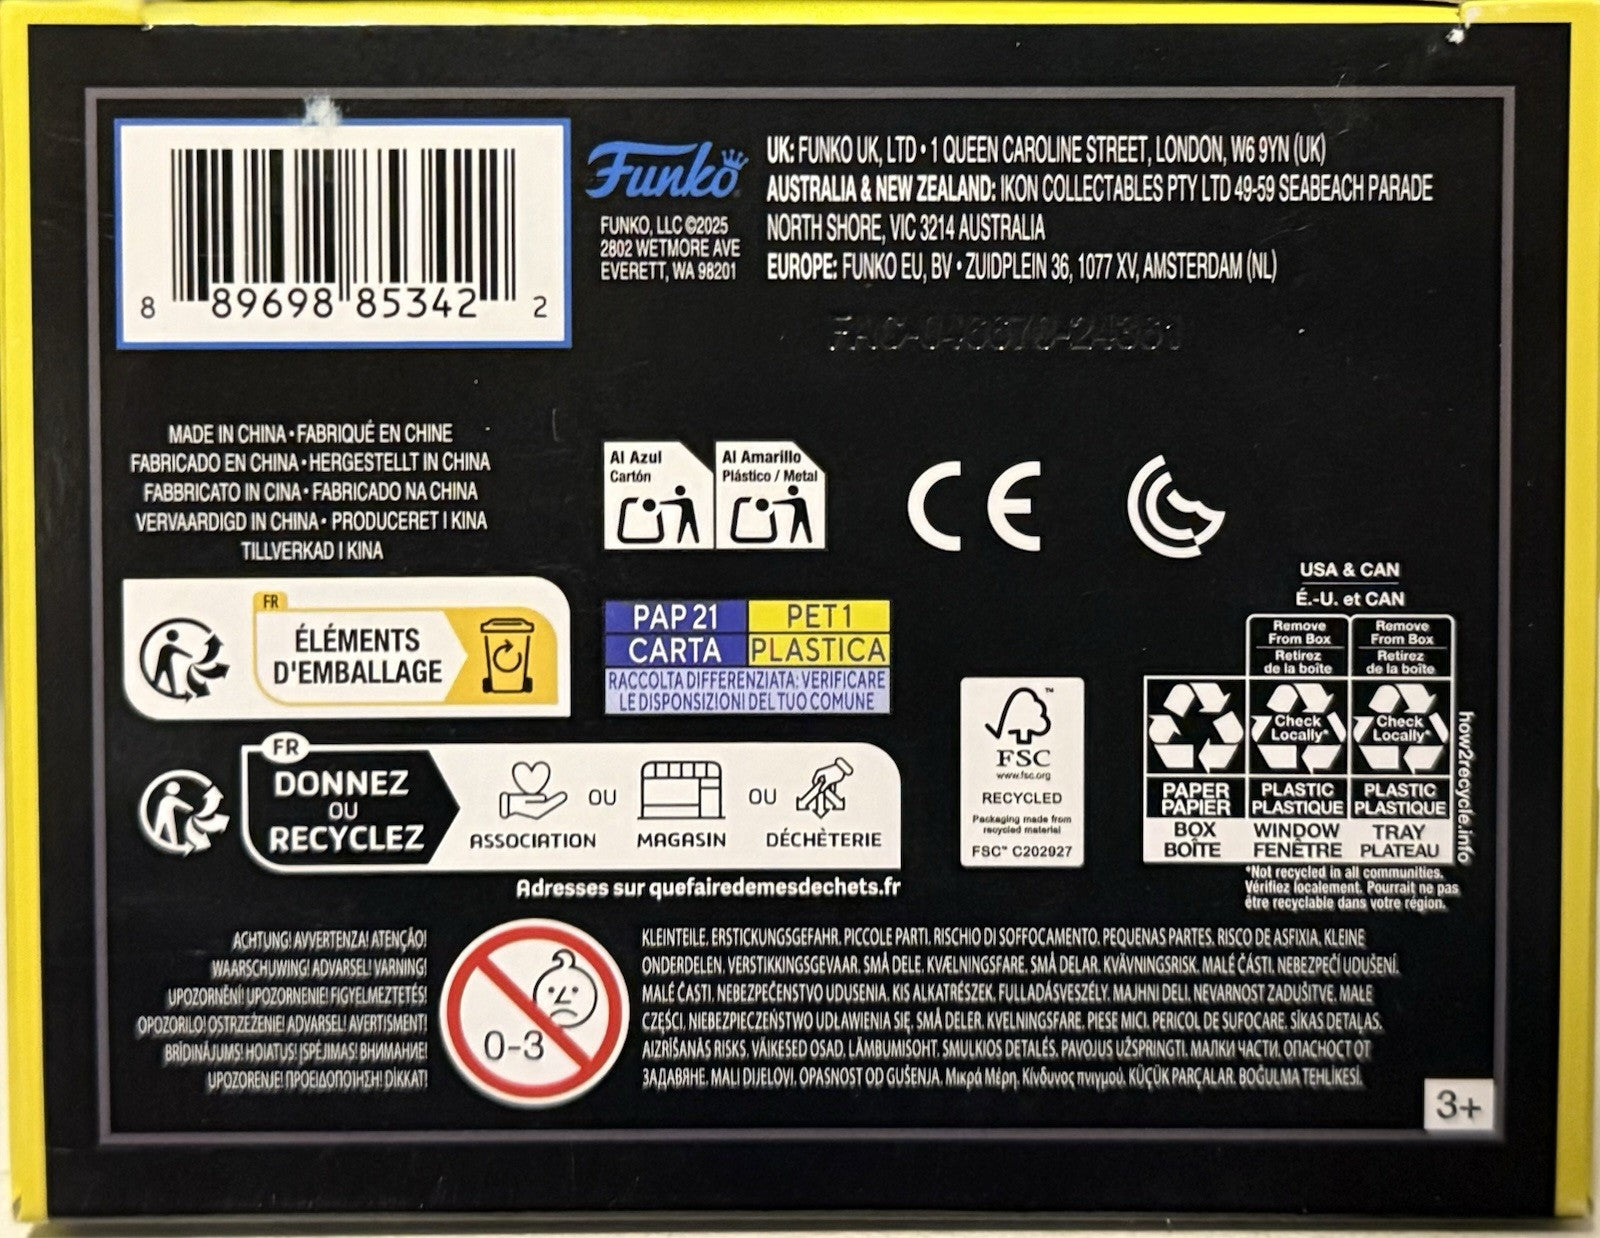 8 89698 85342 2
Funko
FUNKO, LLC ©2025
2802 WETMORE AVE
EVERETT, WA 98201
UK: FUNKO UK, LTD • 1 QUEEN CAROLINE STREET, LONDON, W6 9YN (UK)
AUSTRALIA & NEW ZEALAND: IKON COLLECTABLES PTY LTD 49-59 SEABEACH PARADE
NORTH SHORE, VIC 3214 AUSTRALIA
EUROPE: FUNKO EU, BV • ZUIDPLEIN 36, 1077 XV, AMSTERDAM (NL)
MADE IN CHINA • FABRIQUÉ EN CHINE
FABRICADO EN CHINA • HERGESTELLT IN CHINA
FABBRICATO IN CINA • FABRICADO NA CHINA
VERVAARDIGD IN CHINA • PRODUCERET I KINA
TILLVERKAD I KINA
Al Azul
Cartón
Al Amarillo
Plástico / Metal
CE
FR
ÉLÉMENTS
D'EMBALLAGE
PAP 21
CARTA
PET 1
PLASTICA
RACCOLTA DIFFERENZIATA: VERIFICARE
LE DISPONSIZIONI DEL TUO COMUNE
FR
DONNEZ
OU
RECYCLEZ
ASSOCIATION
OU
MAGASIN
OU
DÉCHÈTERIE
Adresses sur quefairedemesdechets.fr
FSC
www.fsc.org
RECYCLED
Packaging made from
recycled material
FSC™ C202927
USA & CAN
É.-U. et CAN
Remove
From Box
Retirez
de la boîte
Remove
From Box
Retirez
de la boîte
Check
Locally*
Check
Locally*
PAPER
PAPIER
PLASTIC
PLASTIQUE
PLASTIC
PLASTIQUE
BOX
BOÎTE
WINDOW
FENÊTRE
TRAY
PLATEAU
how2recycle.info
*Not recycled in all communities.
Vérifiez localement. Pourrait ne pas
être recyclable dans votre région.
ACHTUNG! AVVERTENZA! ATENÇÃO!
WAARSCHUWING! ADVARSEL! VARNING!
UPOZORNĚNÍ! UPOZORNENIE! FIGYELMEZTETÉS!
OPOZORILO! OSTRZEŻENIE! ADVARSEL! AVERTISMENT!
BRĪDINĀJUMS! HOIATUS! ĮSPĖJIMAS! ВНИМАНИЕ!
UPOZORENJE! ΠΡΟΕΙΔΟΠΟΙΗΣΗ! DİKKAT!
0-3
KLEINTEILE. ERSTICKUNGSGEFAHR. PICCOLE PARTI. RISCHIO DI SOFFOCAMENTO. PEQUENAS PARTES. RISCO DE ASFIXIA. KLEINE
ONDERDELEN. VERSTIKKINGSGEVAAR. SMÅ DELE. KVÆLNINGSFARE. SMÅ DELAR. KVÄVNINGSRISK. MALÉ ČÁSTI. NEBEZPEČÍ UDUŠENÍ.
MALÉ ČASTI. NEBEZPEČENSTVO UDUSENIA. KIS ALKATRÉSZEK. FULLADÁSVESZÉLY. MAJHNI DELI. NEVARNOST ZADUŠITVE. MAŁE
CZĘŚCI. NIEBEZPIECZEŃSTWO UDŁAWIENIA SIĘ. SMÅ DELER. KVELNINGSFARE. PIESE MICI. PERICOL DE SUFOCARE. SĪKAS DETAĻAS.
AIZRĪŠANĀS RISKS. VÄIKESED OSAD. LÄMBUMISOHT. SMULKIOS DETALĖS. PAVOJUS UŽSPRINGTI. МАЛКИ ЧАСТИ. ОПАСНОСТ ОТ
ЗАДАВЯНЕ. MALI DIJELOVI. OPASNOST OD GUŠENJA. Μικρά Μέρη. Κίνδυνος πνιγμού. KÜÇÜK PARÇALAR. BOĞULMA TEHLİKESİ.
3+